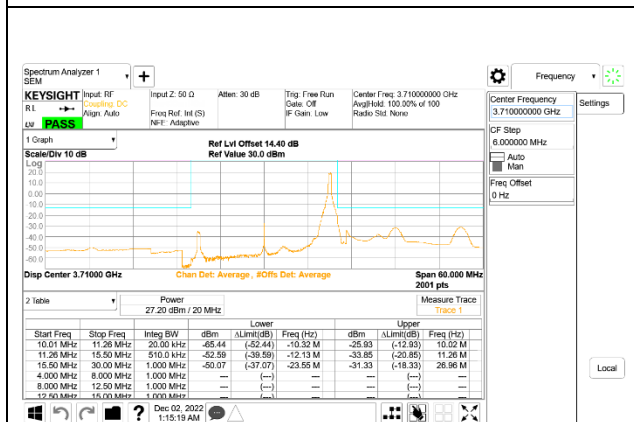 Spectrum Analyzer 1
SEM
Frequency
KEYSIGHT
Input: RF
Coupling: DC
Align: Auto
Input Z: 50 Ω
Freq Ref: Int (S)
NFE: Adaptive
Atten: 30 dB
Trig: Free Run
Gate: Off
IF Gain: Low
Center Freq: 3.710000000 GHz
Avg|Hold: 100.00% of 100
Radio Std: None
R L
PASS
Center Frequency
3.710000000 GHz
Settings
CF Step
6.000000 MHz
Auto
Man
Freq Offset
0 Hz
1 Graph
Scale/Div 10 dB
Ref Lvl Offset 14.40 dB
Ref Value 30.0 dBm
Log
20.0
10.0
0.00
-10.0
-20.0
-30.0
-40.0
-50.0
-60.0
Disp Center 3.71000 GHz
Chan Det: Average, #Offs Det: Average
Span 60.000 MHz
2001 pts
2 Table
Power
27.20 dBm / 20 MHz
Measure Trace
Trace 1
Lower Upper
Start Freq Stop Freq Integ BW dBm ΔLimit(dB) Freq (Hz) dBm ΔLimit(dB) Freq (Hz)
10.01 MHz 11.26 MHz 20.00 kHz -65.44 (-52.44) -10.32 M -25.93 (-12.93) 10.02 M
11.26 MHz 15.50 MHz 510.0 kHz -52.59 (-39.59) -12.13 M -33.85 (-20.85) 11.26 M
15.50 MHz 30.00 MHz 1.000 MHz -50.07 (-37.07) -23.55 M -31.33 (-18.33) 26.96 M
4.000 MHz 8.000 MHz 1.000 MHz --- (---) --- --- (---) ---
8.000 MHz 12.50 MHz 1.000 MHz --- (---) --- --- (---) ---
12.50 MHz 15.00 MHz 1.000 MHz --- (---) --- --- (---) ---
Local
Dec 02, 2022
1:15:19 AM